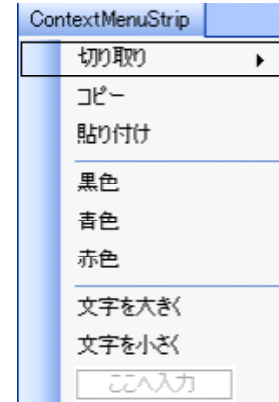 ContextMenuStrip
切り取り
コピー
貼り付け
黒色
青色
赤色
文字を大きく
文字を小さく
ここへ入力